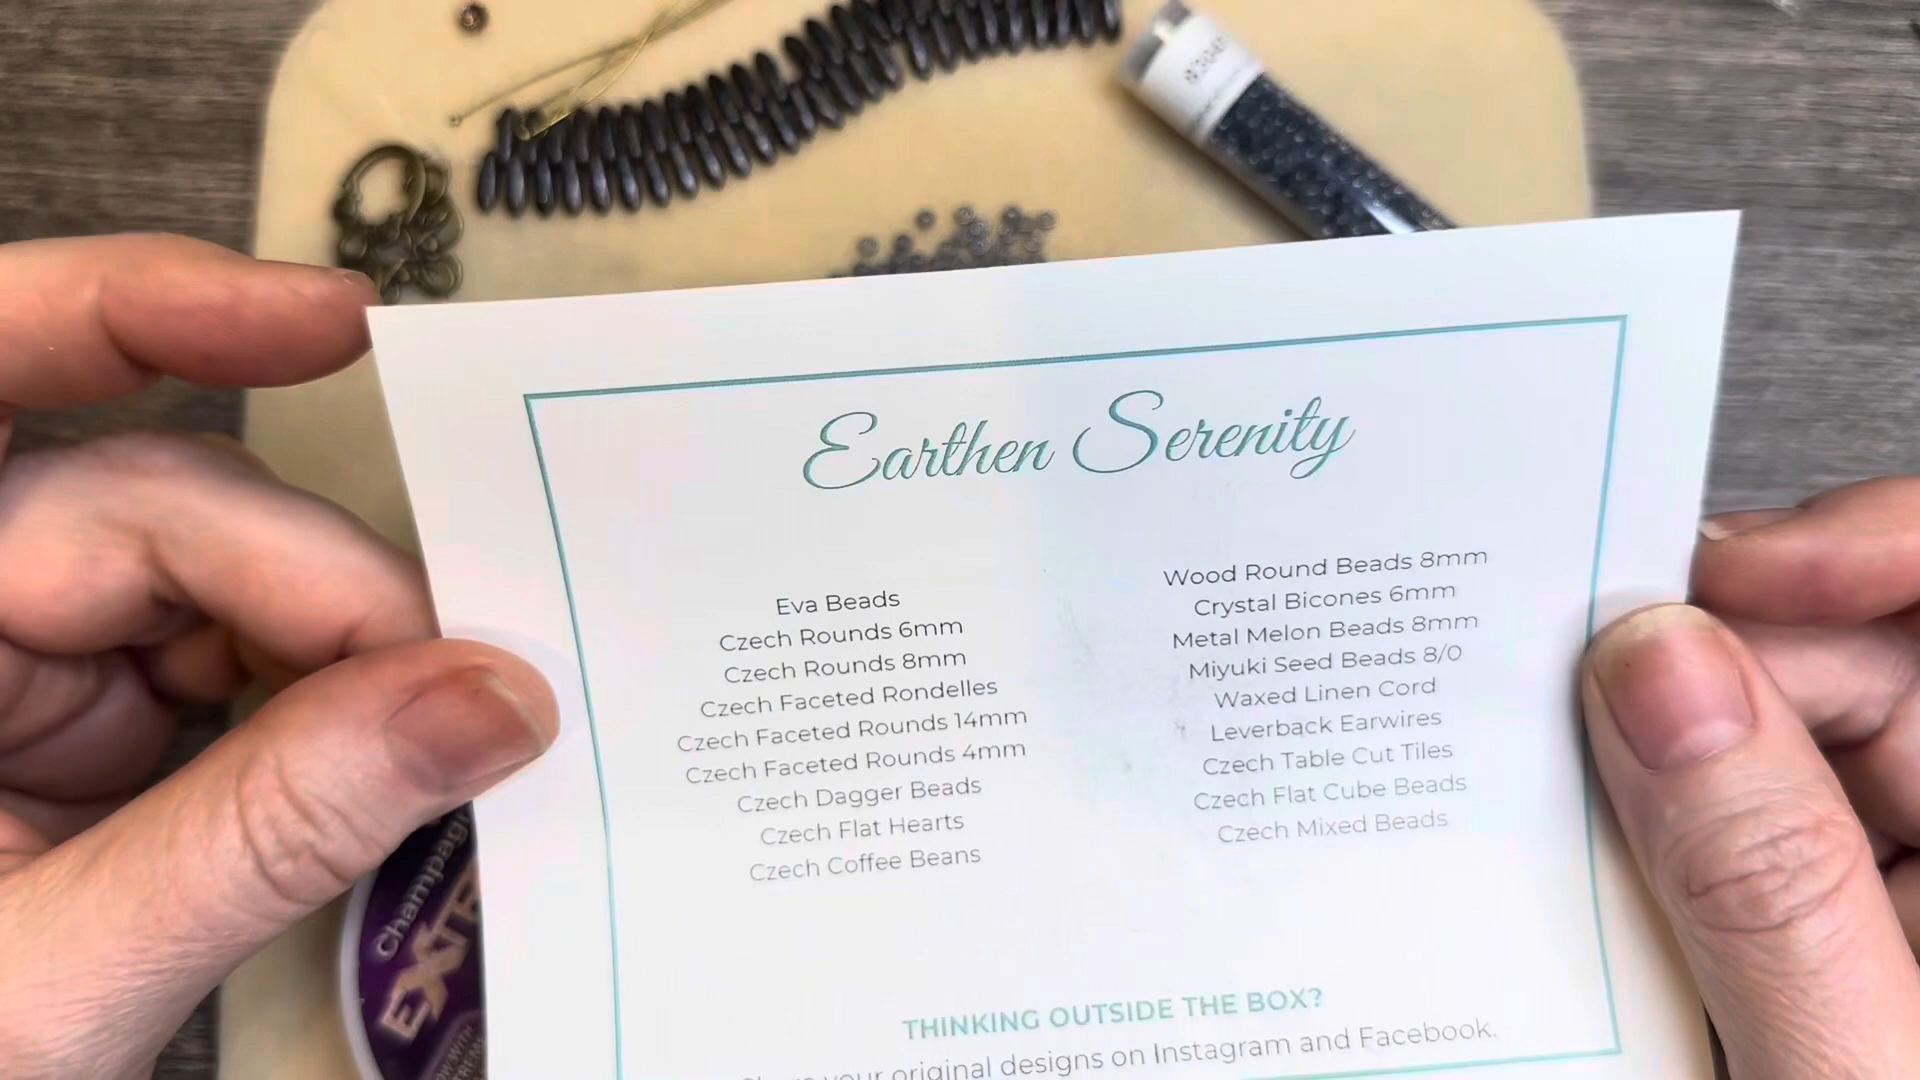 Earthen Serenity
Eva Beads
Czech Rounds 6mm
Czech Rounds 8mm
Czech Faceted Rondelles
Czech Faceted Rounds 14mm
Czech Faceted Rounds 4mm
Czech Dagger Beads
Czech Flat Hearts
Czech Coffee Beans
Wood Round Beads 8mm
Crystal Bicones 6mm
Metal Melon Beads 8mm
Miyuki Seed Beads 8/0
Waxed Linen Cord
Leverback Earwires
Czech Table Cut Tiles
Czech Flat Cube Beads
Czech Mixed Beads
THINKING OUTSIDE THE BOX?
your original designs on Instagram and Facebook.